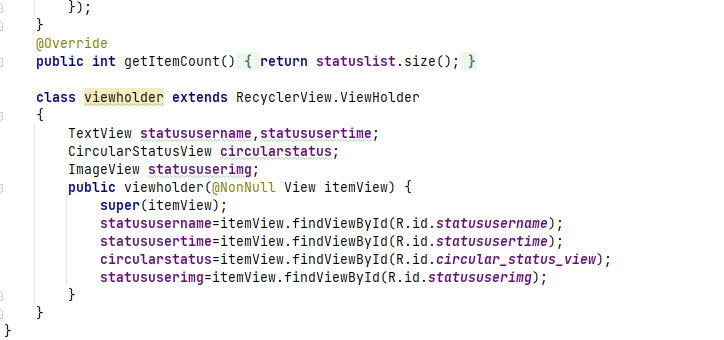 });
    }
    @Override
    public int getItemCount() { return statuslist.size(); }

    class viewholder extends RecyclerView.ViewHolder
    {
        TextView statususername,statususertime;
        CircularStatusView circularstatus;
        ImageView statususerimg;
        public viewholder(@NonNull View itemView) {
            super(itemView);
            statususername=itemView.findViewById(R.id.statususername);
            statususertime=itemView.findViewById(R.id.statususertime);
            circularstatus=itemView.findViewById(R.id.circular_status_view);
            statususerimg=itemView.findViewById(R.id.statususerimg);
        }
    }
}